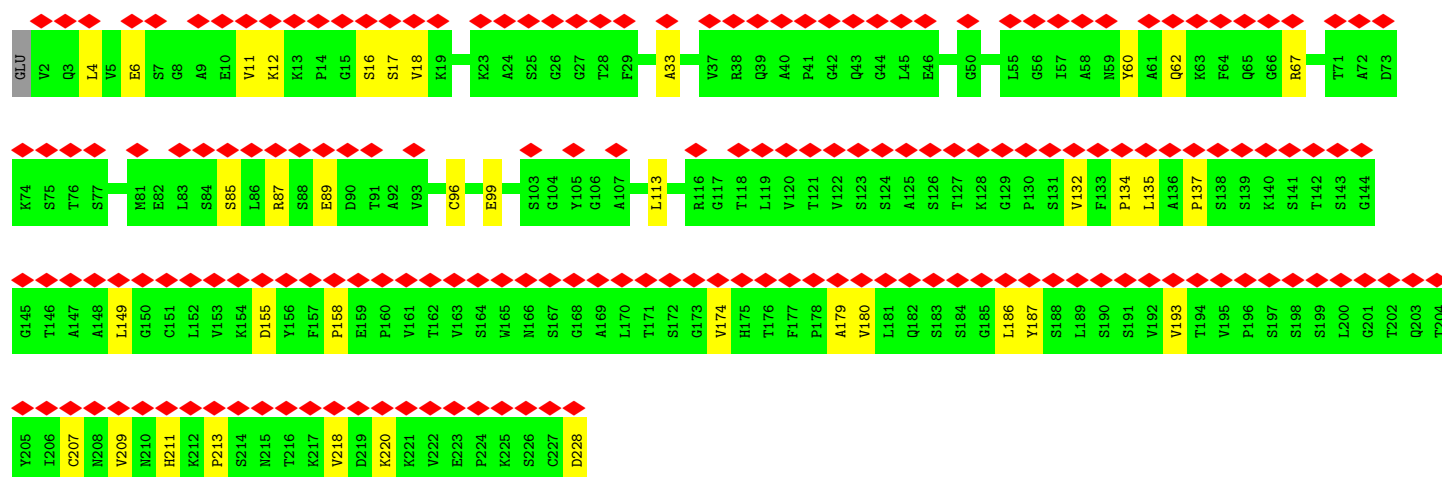 GLU V2 Q3 L4 V5 E6 S7 G8 A9 E10 V11 K12 K13 P14 G15 S16 S17 V18 K19 K23 A24 S25 G26 G27 T28 F29 A33 V37 R38 Q39 A40 P41 G42 Q43 G44 L45 E46 G50 L55 G56 I57 A58 N59 Y60 A61 Q62 K63 F64 Q65 G66 R67 T71 A72 D73
K74 S75 T76 S77 M81 E82 L83 S84 S85 L86 R87 S88 E89 D90 T91 A92 V93 C96 E99 S103 G104 Y105 G106 A107 L113 R116 G117 T118 L119 V120 T121 V122 S123 S124 A125 S126 T127 K128 G129 P130 S131 V132 F133 P134 L135 A136 P137 S138 S139 K140 S141 T142 S143 G144
G145 T146 A147 A148 L149 G150 C151 L152 V153 K154 D155 Y156 F157 P158 E159 P160 V161 T162 V163 S164 W165 N166 S167 G168 A169 L170 T171 S172 G173 V174 H175 T176 F177 P178 A179 V180 L181 Q182 S183 S184 G185 L186 Y187 S188 L189 S190 S191 V192 V193 T194 V195 P196 S197 S198 S199 L200 G201 T202 Q203 T204
Y205 I206 C207 N208 V209 N210 H211 K212 P213 S214 N215 T216 K217 V218 D219 K220 K221 V222 E223 P224 K225 S226 C227 D228